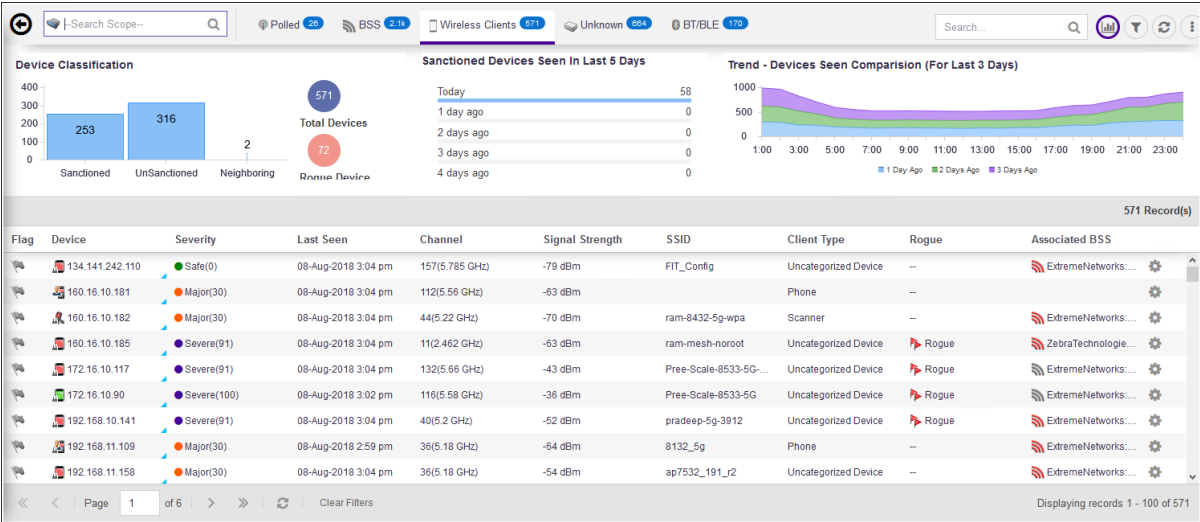 --Search Scope--
Polled 26 BSS 2.1k Wireless Clients 571 Unknown 664 BT/BLE 170
Search...
Device Classification
400
300
200
100
0
253
316
2
Sanctioned UnSanctioned Neighboring
571
Total Devices
72
Rogue Device
Sanctioned Devices Seen In Last 5 Days
Today 58
1 day ago 0
2 days ago 0
3 days ago 0
4 days ago 0
Trend - Devices Seen Comparision (For Last 3 Days)
1000
500
0
1:00 3:00 5:00 7:00 9:00 11:00 13:00 15:00 17:00 19:00 21:00 23:00
1 Day Ago 2 Days Ago 3 Days Ago
571 Record(s)
Flag Device Severity Last Seen Channel Signal Strength SSID Client Type Rogue Associated BSS
134.141.242.110 Safe(0) 08-Aug-2018 3:04 pm 157(5.785 GHz) -79 dBm FIT_Config Uncategorized Device -- ExtremeNetworks:...
160.16.10.181 Major(30) 08-Aug-2018 3:04 pm 112(5.56 GHz) -63 dBm Phone --
160.16.10.182 Major(30) 08-Aug-2018 3:04 pm 44(5.22 GHz) -70 dBm ram-8432-5g-wpa Scanner -- ExtremeNetworks:...
160.16.10.185 Severe(91) 08-Aug-2018 3:04 pm 11(2.462 GHz) -63 dBm ram-mesh-noroot Uncategorized Device Rogue ZebraTechnologie...
172.16.10.117 Severe(91) 08-Aug-2018 3:04 pm 132(5.66 GHz) -43 dBm Pree-Scale-8533-5G-... Uncategorized Device Rogue ExtremeNetworks:...
172.16.10.90 Severe(100) 08-Aug-2018 3:02 pm 116(5.58 GHz) -36 dBm Pree-Scale-8533-5G Uncategorized Device Rogue ExtremeNetworks:...
192.168.10.141 Severe(91) 08-Aug-2018 3:04 pm 40(5.2 GHz) -52 dBm pradeep-5g-3912 Uncategorized Device Rogue ExtremeNetworks:...
192.168.11.109 Major(30) 08-Aug-2018 2:59 pm 36(5.18 GHz) -64 dBm 8132_5g Phone -- ExtremeNetworks:...
192.168.11.158 Major(30) 08-Aug-2018 3:04 pm 36(5.18 GHz) -54 dBm ap7532_191_r2 Uncategorized Device -- ExtremeNetworks:...
Page 1 of 6 Clear Filters Displaying records 1 - 100 of 571